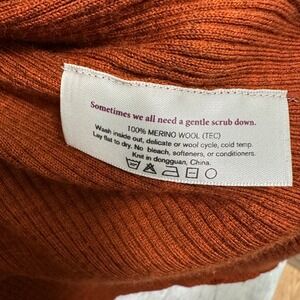 Sometimes we all need a gentle scrub down.
100% MERINO WOOL (TEC)
Wash inside out, delicate or wool cycle, cold temp.
Lay flat to dry. No bleach, softeners, or conditioners.
Knit in dongguan, China.